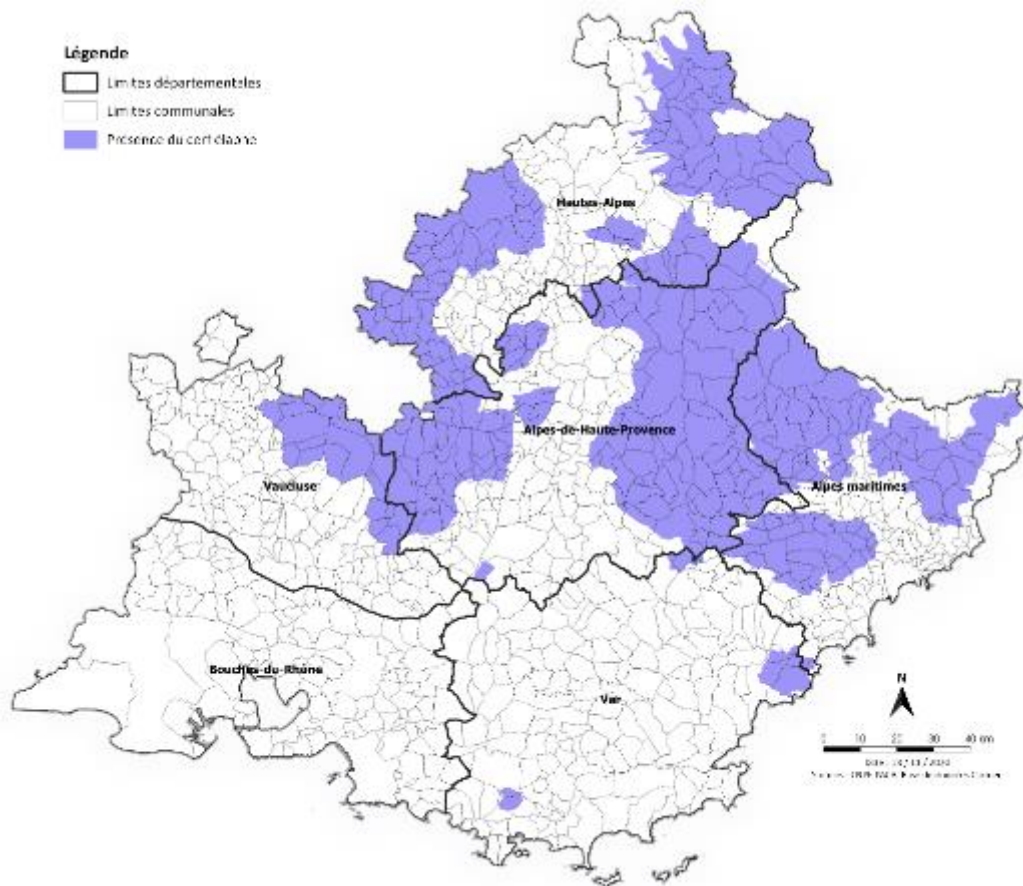 Légende
Limites départementales
Limites communales
Présence du cerf élaphe
Hautes-Alpes
Alpes-de-Haute-Provence
Vaucluse
Alpes maritimes
Bouches-du-Rhône
Var
N
0 10 20 30 40 km